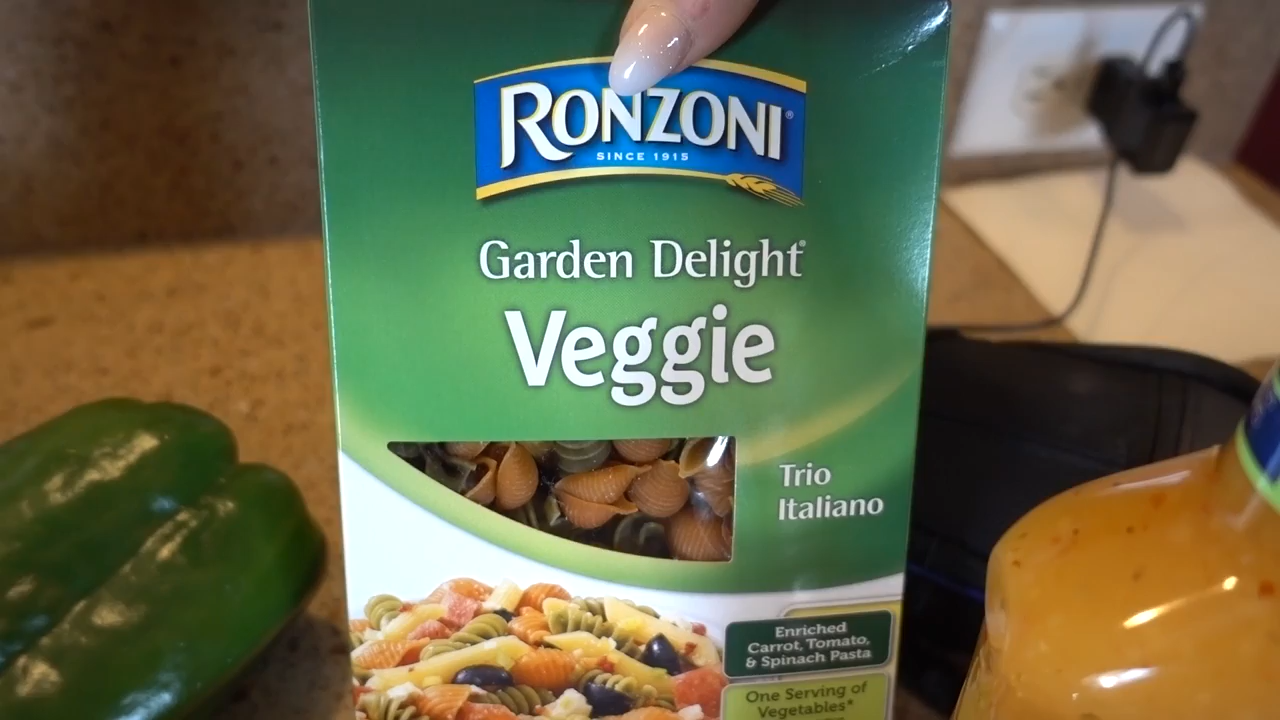 RONZONI®
SINCE 1915
Garden Delight®
Veggie
Trio
Italiano
Enriched
Carrot, Tomato,
& Spinach Pasta
One Serving of
Vegetables*